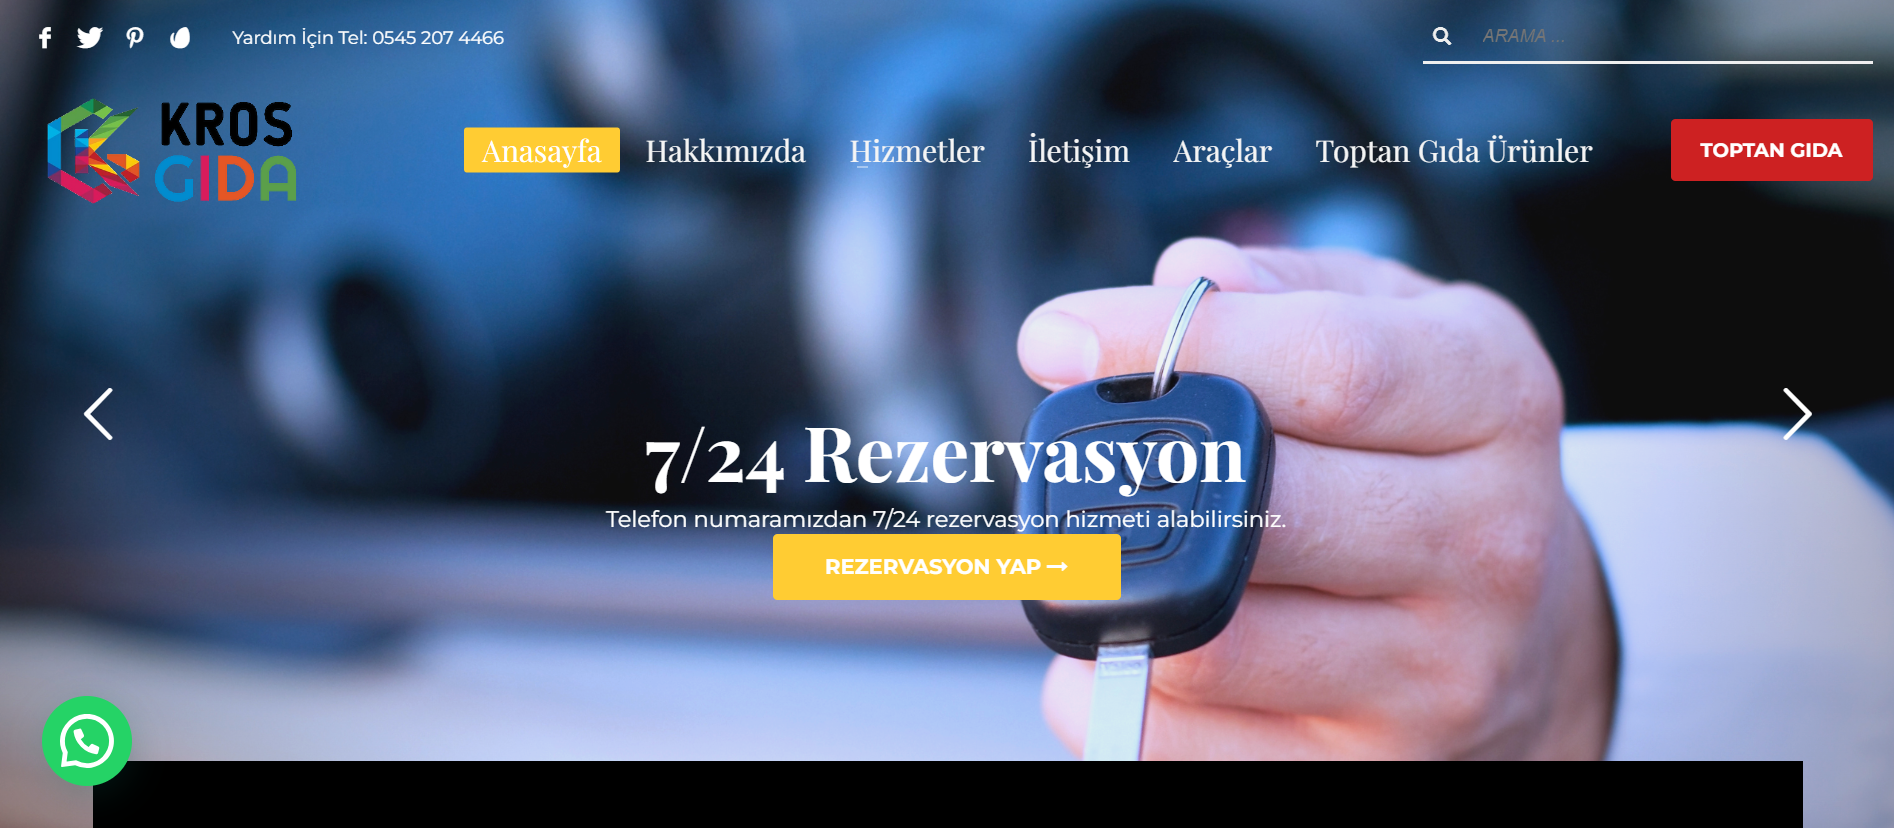 Yardım İçin Tel: 0545 207 4466
ARAMA ...
KROS
GIDA
Anasayfa
Hakkımızda
Hizmetler
İletişim
Araçlar
Toptan Gıda Ürünler
TOPTAN GIDA
7/24 Rezervasyon
Telefon numaramızdan 7/24 rezervasyon hizmeti alabilirsiniz.
REZERVASYON YAP